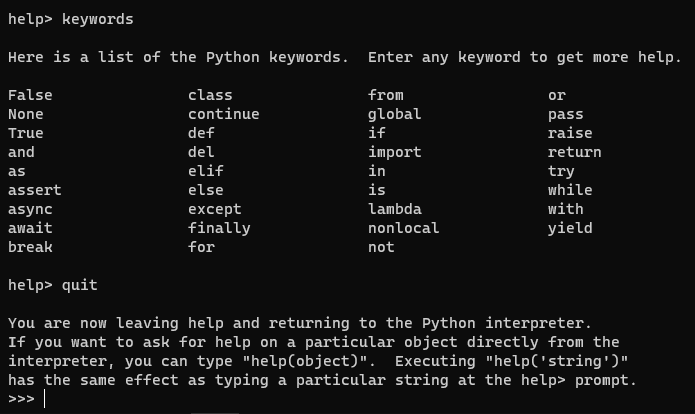 help> keywords
Here is a list of the Python keywords.  Enter any keyword to get more help.
False               class               from                or
None                continue            global              pass
True                def                 if                  raise
and                 del                 import              return
as                  elif                in                  try
assert              else                is                  while
async               except              lambda              with
await               finally             nonlocal            yield
break               for                 not
help> quit
You are now leaving help and returning to the Python interpreter.
If you want to ask for help on a particular object directly from the
interpreter, you can type "help(object)".  Executing "help('string')"
has the same effect as typing a particular string at the help> prompt.
>>>